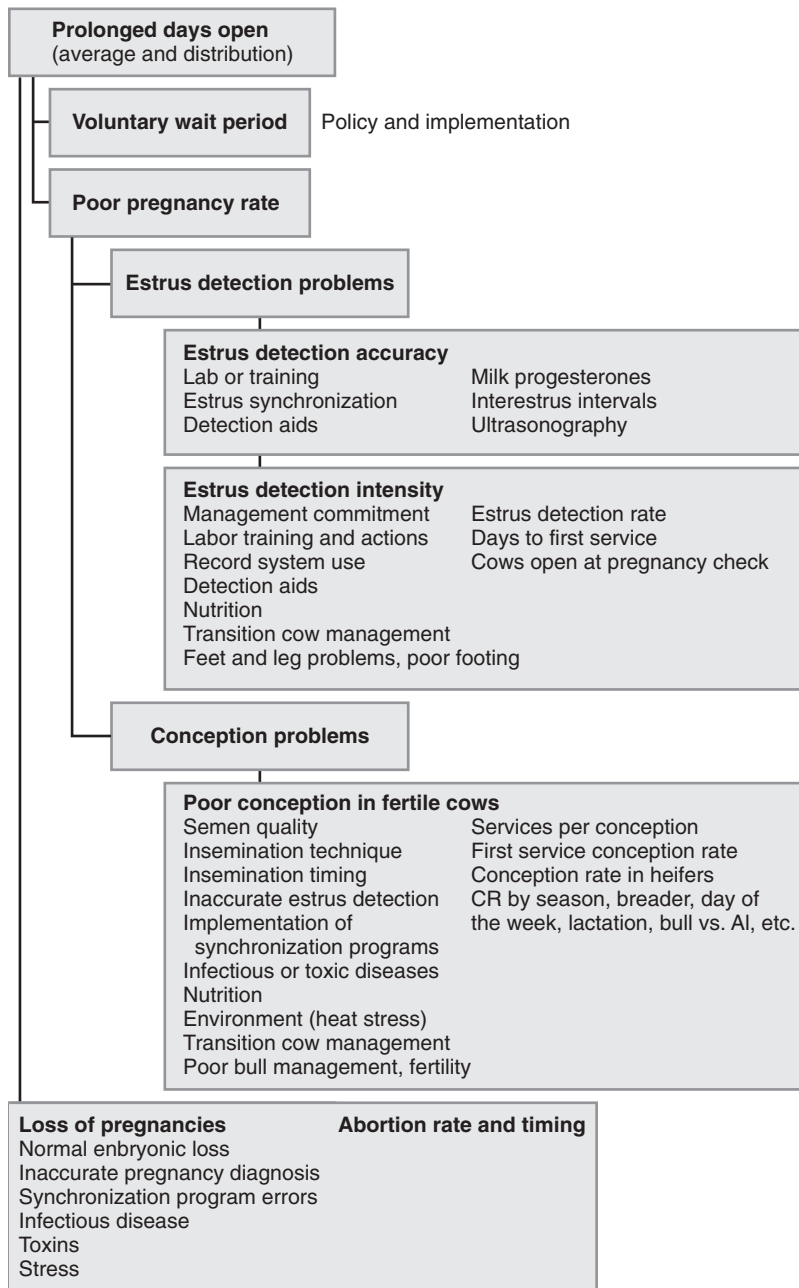 Prolonged days open
(average and distribution)
Voluntary wait period
Policy and implementation
Poor pregnancy rate
Estrus detection problems
Estrus detection accuracy
Lab or training
Estrus synchronization
Detection aids
Milk progesterones
Interestrus intervals
Ultrasonography
Estrus detection intensity
Management commitment
Labor training and actions
Record system use
Detection aids
Nutrition
Transition cow management
Feet and leg problems, poor footing
Estrus detection rate
Days to first service
Cows open at pregnancy check
Conception problems
Poor conception in fertile cows
Semen quality
Insemination technique
Insemination timing
Inaccurate estrus detection
Implementation of
synchronization programs
Infectious or toxic diseases
Nutrition
Environment (heat stress)
Transition cow management
Poor bull management, fertility
Services per conception
First service conception rate
Conception rate in heifers
CR by season, breader, day of
the week, lactation, bull vs. AI, etc.
Loss of pregnancies
Normal enbryonic loss
Inaccurate pregnancy diagnosis
Synchronization program errors
Infectious disease
Toxins
Stress
Abortion rate and timing